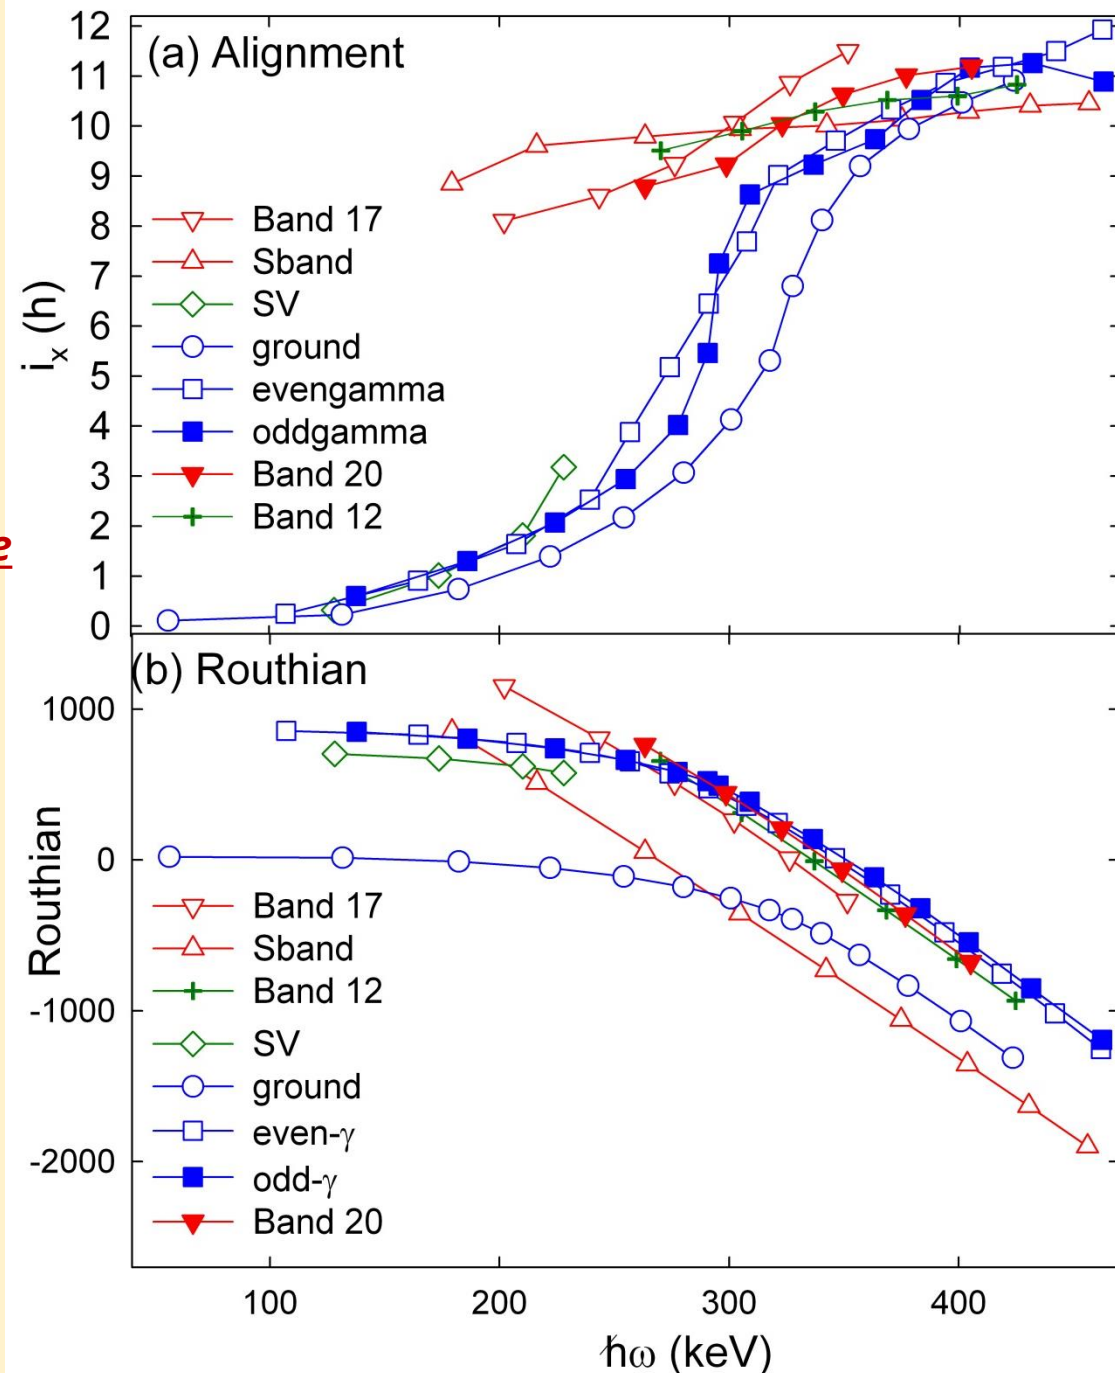 (a) Alignment
12
11
10
9
8
7
6
5
4
3
2
1
0
i_x (h)
Band 17
Sband
SV
ground
evengamma
oddgamma
Band 20
Band 12
(b) Routhian
1000
0
-1000
-2000
Routhian
Band 17
Sband
Band 12
SV
ground
even-γ
odd-γ
Band 20
100 200 300 400
ħω (keV)